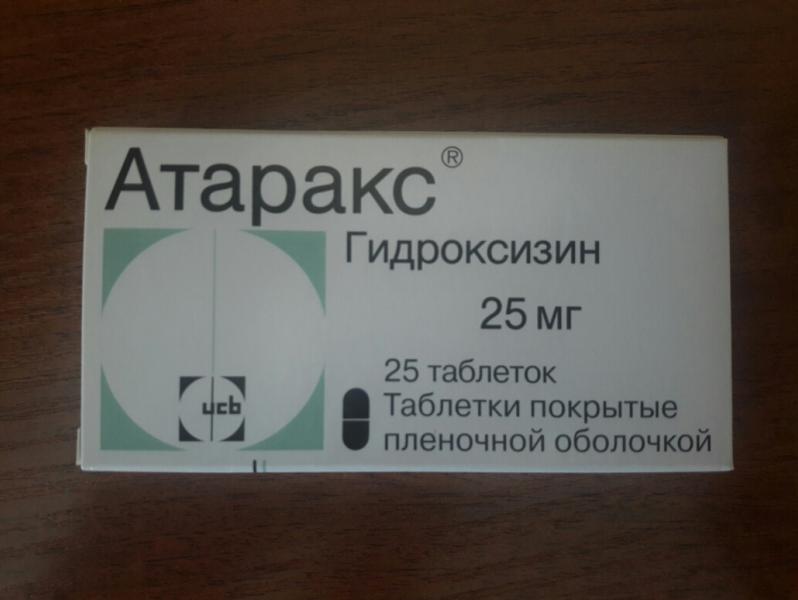 Атаракс®
Гидроксизин
25 мг
25 таблеток
Таблетки покрытые
пленочной оболочкой
ucb